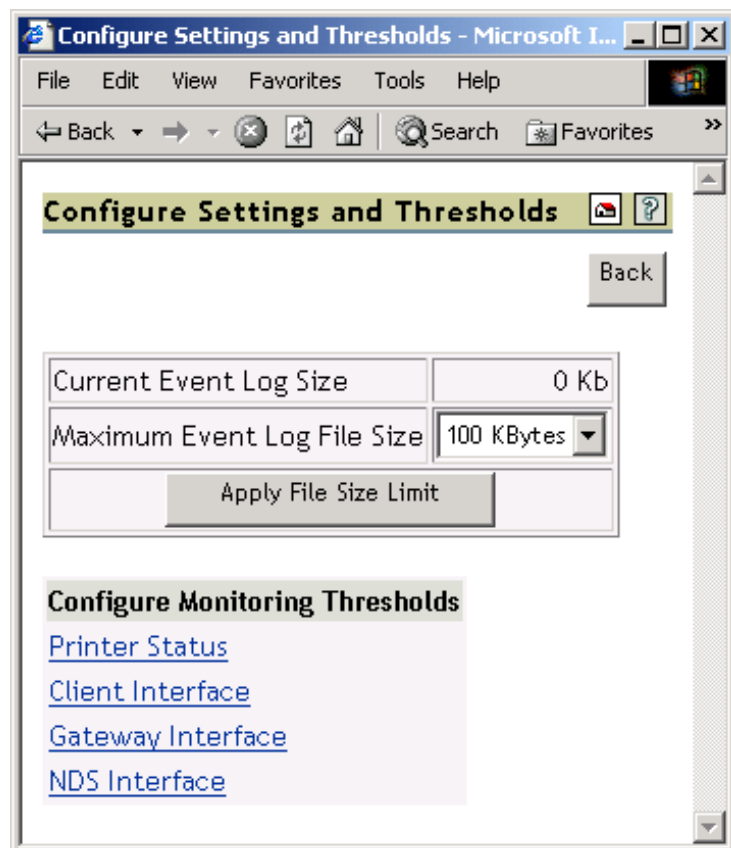 Configure Settings and Thresholds - Microsoft I...
File Edit View Favorites Tools Help
Back Search Favorites »
Configure Settings and Thresholds ?
Back
Current Event Log Size 0 Kb
Maximum Event Log File Size 100 KBytes
Apply File Size Limit
Configure Monitoring Thresholds
Printer Status
Client Interface
Gateway Interface
NDS Interface